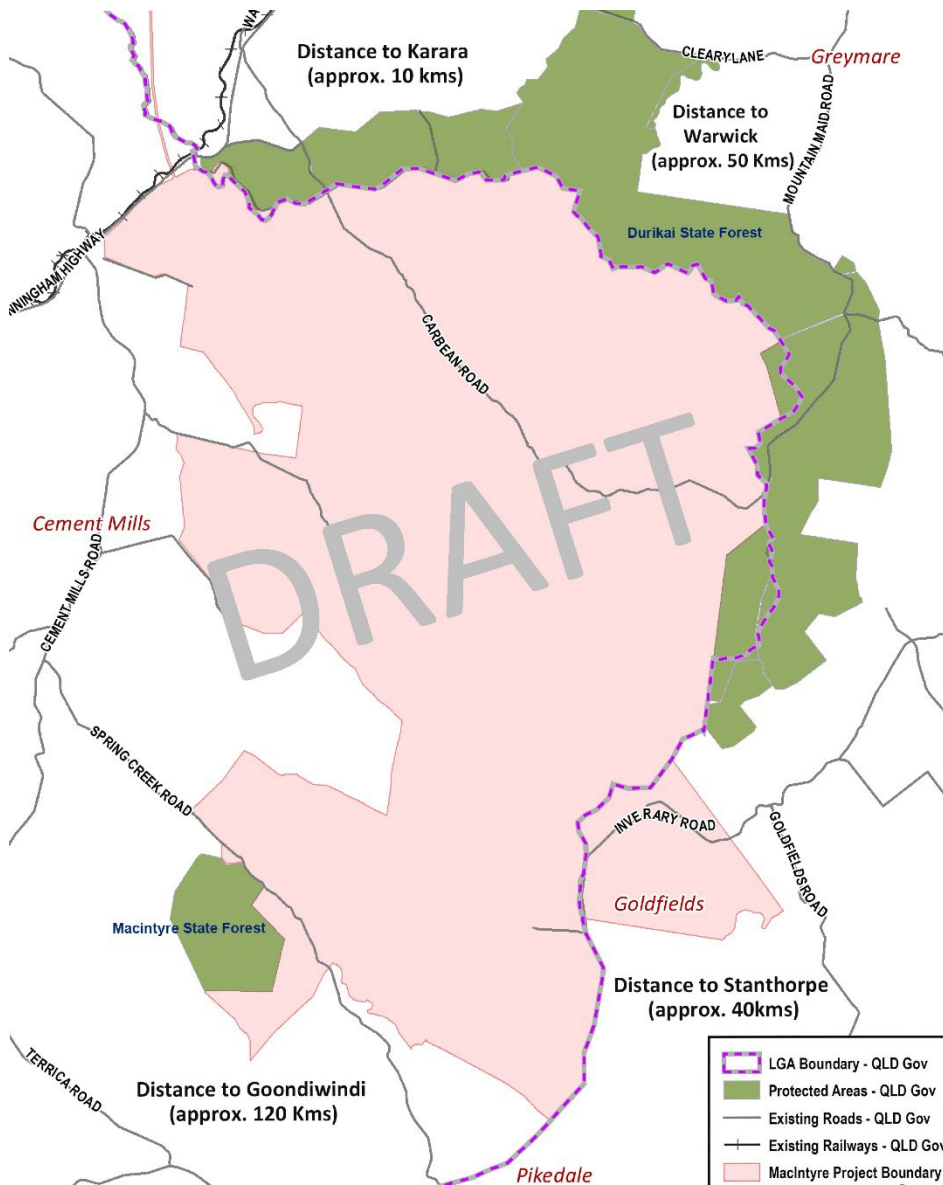 WA
Distance to Karara
(approx. 10 kms)
CLEARY LANE
Greymare
Distance to
Warwick
(approx. 50 Kms)
MOUNTAIN MAID ROAD
Durikai State Forest
NNINGHAM HIGHWAY
CARBEAN ROAD
DRAFT
Cement Mills
CEMENT MILLS ROAD
SPRING CREEK ROAD
INVERARY ROAD
GOLDFIELDS ROAD
Goldfields
Macintyre State Forest
Distance to Stanthorpe
(approx. 40kms)
TERRICA ROAD
Distance to Goondiwindi
(approx. 120 Kms)
Pikedale
LGA Boundary - QLD Gov
Protected Areas - QLD Gov
Existing Roads - QLD Gov
Existing Railways - QLD Gov
MacIntyre Project Boundary